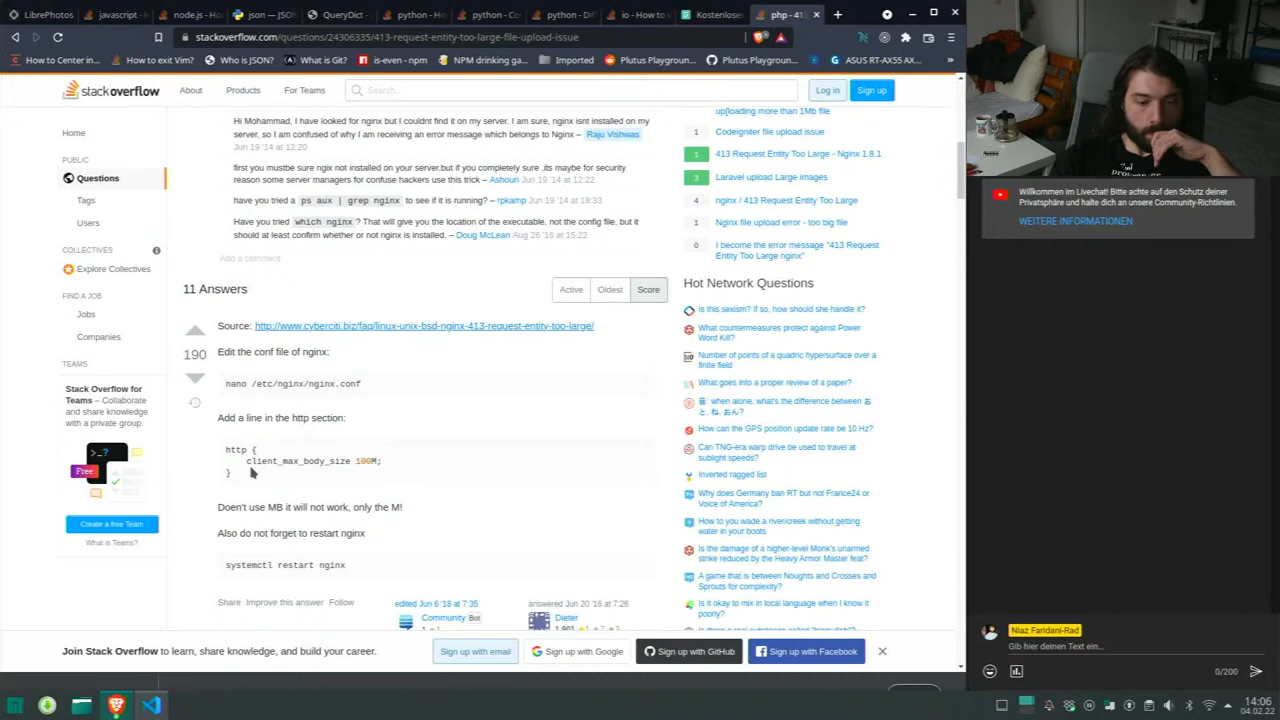 LibrePhotos
javascript - H
node.js - Ho
json — JSO
QueryDict -
python - Ho
python - Co
python - Dif
io - How to
Kostenloses
php - 413
stackoverflow.com/questions/24306335/413-request-entity-too-large-file-upload-issue
How to Center in...
How to exit Vim?
Who is JSON?
What is Git?
is-even - npm
NPM drinking ga...
Imported
Plutus Playgroun...
Plutus Playgroun...
ASUS RT-AX55 AX...
stackoverflow
About
Products
For Teams
Search...
Log in
Sign up
Home
PUBLIC
Questions
Tags
Users
COLLECTIVES
Explore Collectives
FIND A JOB
Jobs
Companies
TEAMS
Stack Overflow for
Teams – Collaborate
and share knowledge
with a private group.
Free
Create a free Team
What is Teams?
Hi Mohammad, I have looked for nginx but I couldnt find it on my server. I am sure, nginx isnt installed on my
server, so I am confused of why I am receiving an error message which belongs to Nginx – Raju Vishwas
Jun 19 '14 at 12:20
first you mustbe sure ngix not installed on your server.but if you completely sure ,its maybe for security
reason some server managers for confuse hackers use this trick – Ashouri Jun 19 '14 at 12:22
have you tried a ps aux | grep nginx to see if it is running? – rpkamp Jun 19 '14 at 18:33
Have you tried which nginx ? That will give you the location of the executable, not the config file, but it
should at least confirm whether or not nginx is installed. – Doug McLean Aug 26 '16 at 15:22
Add a comment
11 Answers
Active
Oldest
Score
190
Source: http://www.cyberciti.biz/faq/linux-unix-bsd-nginx-413-request-entity-too-large/
Edit the conf file of nginx:
nano /etc/nginx/nginx.conf
Add a line in the http section:
http {
client_max_body_size 100M;
}
Doen't use MB it will not work, only the M!
Also do not forget to restart nginx
systemctl restart nginx
Share Improve this answer Follow
edited Jun 6 '18 at 7:35
Community Bot
answered Jun 20 '16 at 7:26
Dieter
up[loading more than 1Mb file
1 Codeigniter file upload issue
1 413 Request Entity Too Large - Nginx 1.8.1
3 Laravel upload Large images
4 nginx / 413 Request Entity Too Large
1 Nginx file upload error - too big file
0 I become the error message "413 Request
Entity Too Large nginx"
Hot Network Questions
Is this sexism? If so, how should she handle it?
What countermeasures protect against Power
Word Kill?
Number of points of a quadric hypersurface over a
finite field
What goes into a proper review of a paper?
when alone, what's the difference between お
と, ね, おん?
How can the GPS position update rate be 10 Hz?
Can TNG-era warp drive be used to travel at
sublight speeds?
Inverted ragged list
Why does Germany ban RT but not France24 or
Voice of America?
How to you wade a river/creek without getting
water in your boots
Is the damage of a higher-level Monk's unarmed
strike reduced by the Heavy Armor Master feat?
A game that is between Noughts and Crosses and
Sprouts for complexity?
Is it okay to mix in local language when I know it
poorly?
Join Stack Overflow to learn, share knowledge, and build your career.
Sign up with email
Sign up with Google
Sign up with GitHub
Sign up with Facebook
Willkommen im Livechat! Bitte achte auf den Schutz deiner
Privatsphäre und halte dich an unsere Community-Richtlinien.
WEITERE INFORMATIONEN
Niaz Faridani-Rad
Gib hier deinen Text ein...
0/200
14:06
04.02.22